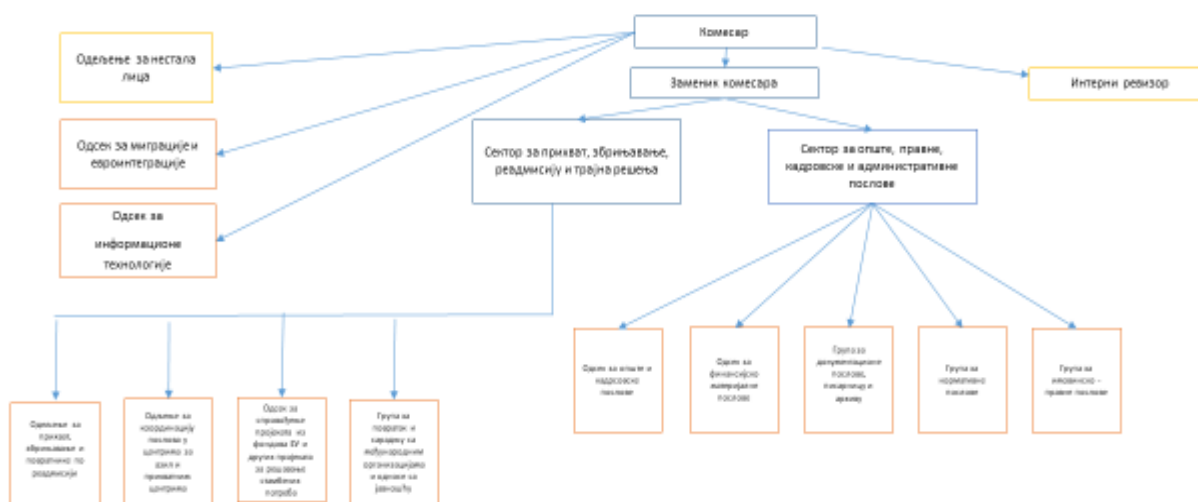 Комесар
Одељење за нестала
лица
Заменик комесара
Интерни ревизор
Одсек за миграције и
евроинтеграције
Сектор за прихват, збрињавање,
реадмисију и трајна решења
Сектор за опште, правне,
кадровске и административне
послове
Одсек за
информационе
технологије
Одсек за опште и
кадровске
послове
Одсек за
финансијско
материјалне
послове
Група за
документационе
послове,
писарницу и
архиву
Група за
нормативне
послове
Група за
имовинско -
правне послове
Одељење за
прихват,
збрињавање и
повратнике по
реадмисији
Одељење за
координацију
послова у
центрима за
азил и
прихватним
центрима
Одсек за
спровођење
пројеката из
фондова ЕУ и
других пројеката
за решавање
стамбених
потреба
Група за
повратак и
сарадњу са
међународним
организацијама
и односе са
јавношћу